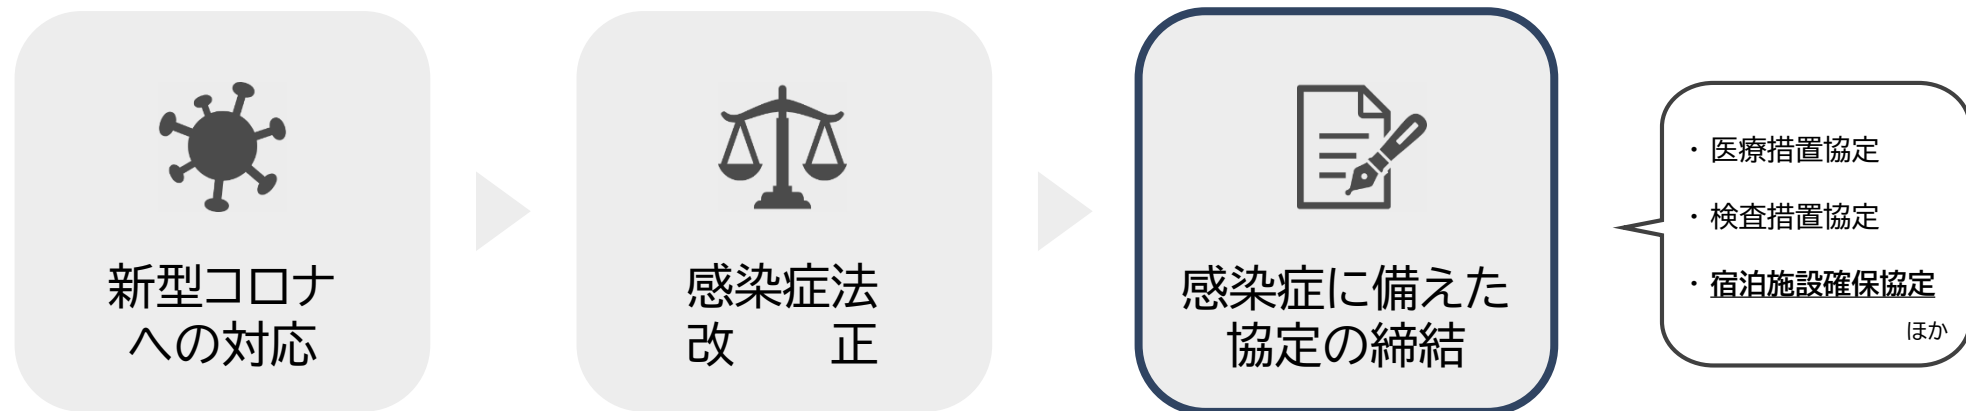 新型コロナ
への対応
感染症法
改　　正
感染症に備えた
協定の締結
・医療措置協定
・検査措置協定
・宿泊施設確保協定
ほか